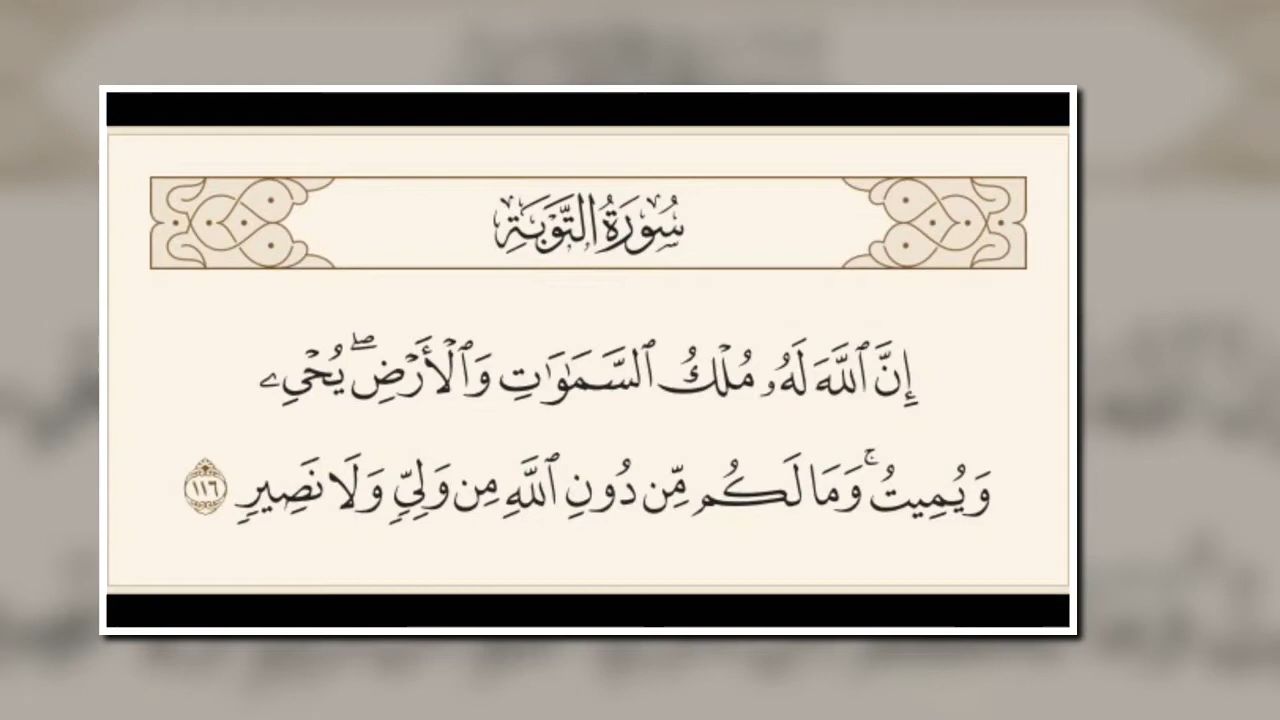 سُورَةُ التَّوۡبَةِ
إِنَّ ٱللَّهَ لَهُۥ مُلۡكُ ٱلسَّمَٰوَٰتِ وَٱلۡأَرۡضِۖ يُحۡيِۦ
وَيُمِيتُۚ وَمَا لَكُم مِّن دُونِ ٱللَّهِ مِن وَلِيّٖ وَلَا نَصِيرٖ ١١٦